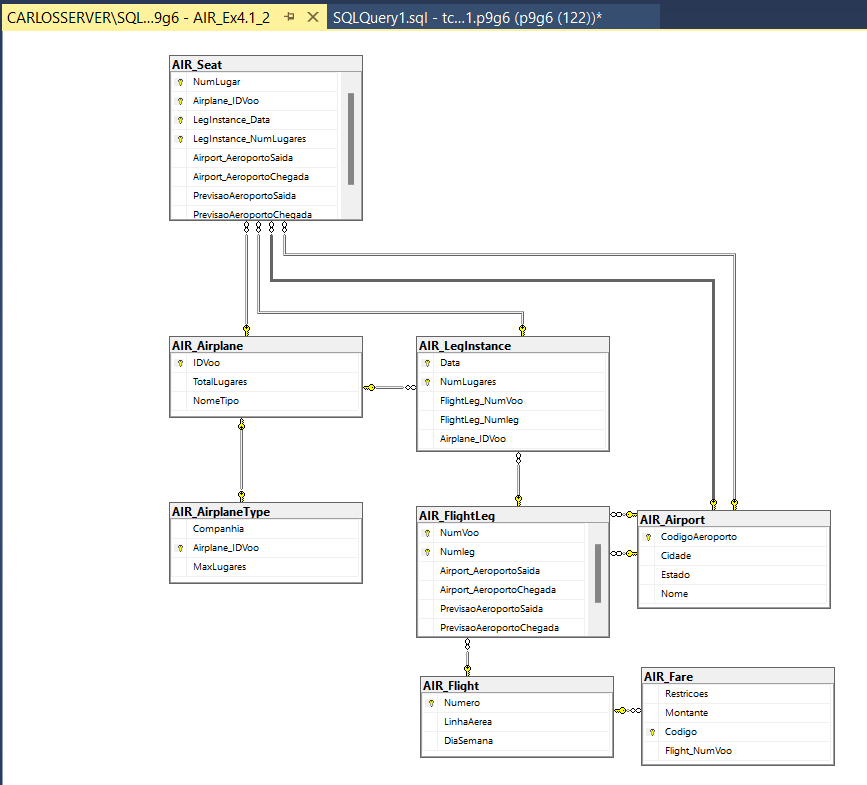 CARLOSSERVER\SQL...9g6 - AIR_Ex4.1_2
SQLQuery1.sql - tc...1.p9g6 (p9g6 (122))*
AIR_Seat
NumLugar
Airplane_IDVoo
LegInstance_Data
LegInstance_NumLugares
Airport_AeroportoSaida
Airport_AeroportoChegada
PrevisaoAeroportoSaida
PrevisaoAeroportoChegada
AIR_Airplane
IDVoo
TotalLugares
NomeTipo
AIR_LegInstance
Data
NumLugares
FlightLeg_NumVoo
FlightLeg_Numleg
Airplane_IDVoo
AIR_AirplaneType
Companhia
Airplane_IDVoo
MaxLugares
AIR_FlightLeg
NumVoo
Numleg
Airport_AeroportoSaida
Airport_AeroportoChegada
PrevisaoAeroportoSaida
PrevisaoAeroportoChegada
AIR_Airport
CodigoAeroporto
Cidade
Estado
Nome
AIR_Flight
Numero
LinhaAerea
DiaSemana
AIR_Fare
Restricoes
Montante
Codigo
Flight_NumVoo